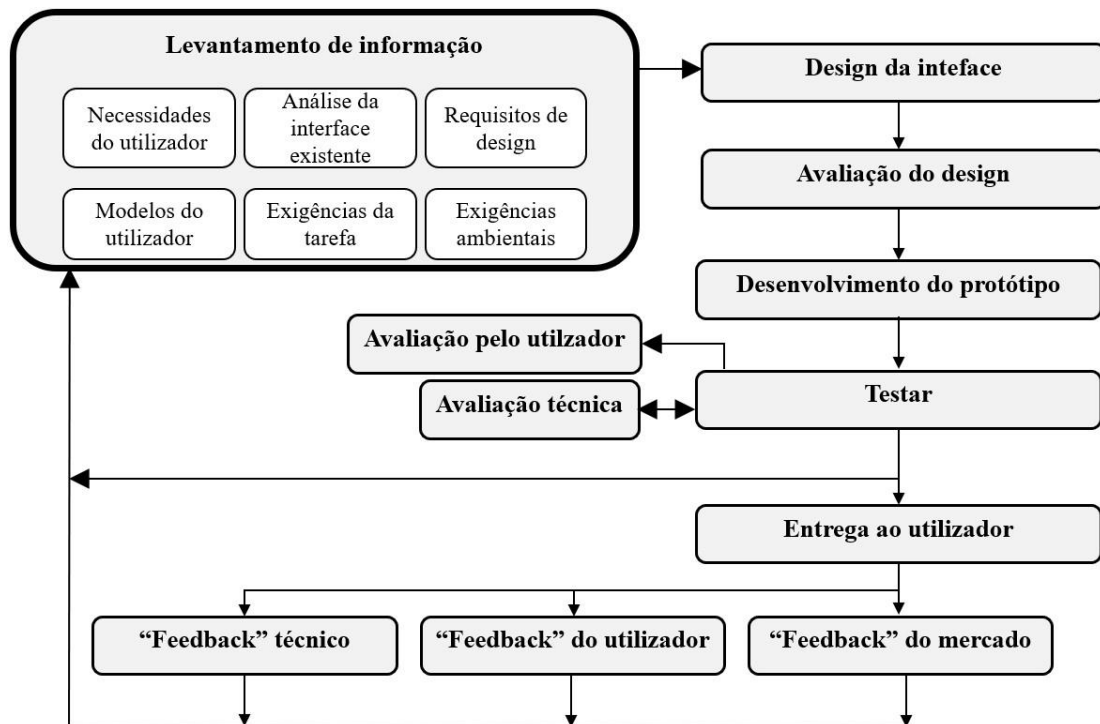 Levantamento de informação
Necessidades
do utilizador
Análise da
interface
existente
Requisitos de
design
Modelos do
utilizador
Exigências da
tarefa
Exigências
ambientais
Design da inteface
Avaliação do design
Desenvolvimento do protótipo
Avaliação pelo utilzador
Avaliação técnica
Testar
Entrega ao utilizador
“Feedback” técnico
“Feedback” do utilizador
“Feedback” do mercado